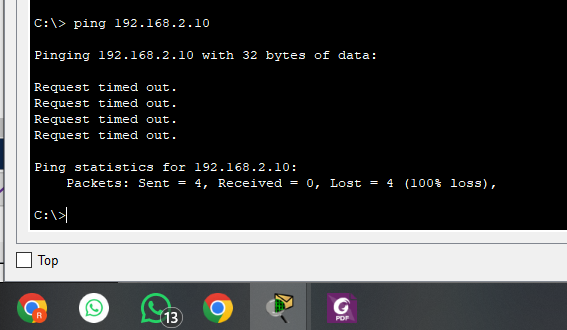 C:\> ping 192.168.2.10
Pinging 192.168.2.10 with 32 bytes of data:
Request timed out.
Request timed out.
Request timed out.
Request timed out.
Ping statistics for 192.168.2.10:
Packets: Sent = 4, Received = 0, Lost = 4 (100% loss),
C:\>
Top
R
13
PDF